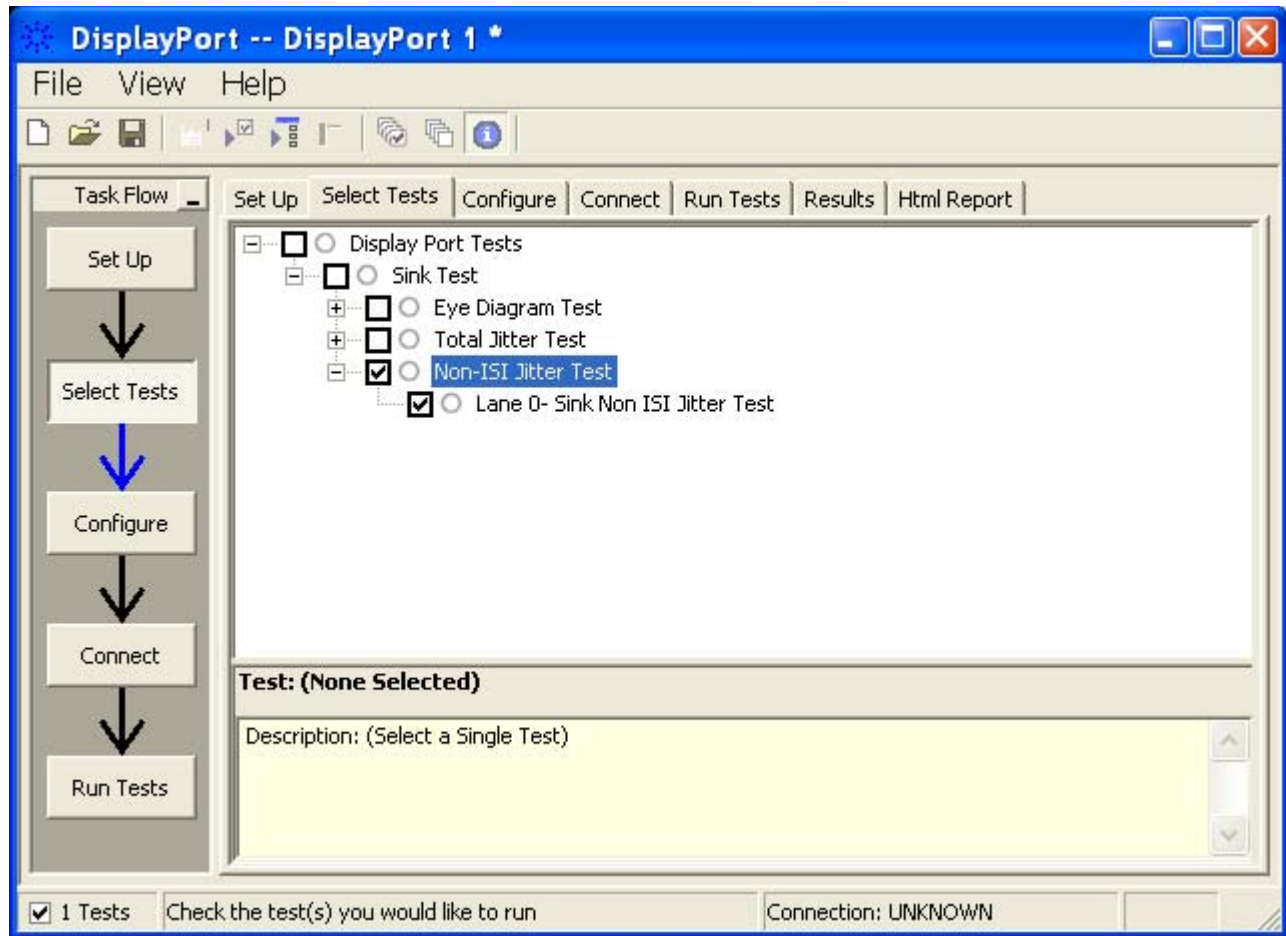 DisplayPort -- DisplayPort 1 *
File View Help
Task Flow
Set Up Select Tests Configure Connect Run Tests Results Html Report
Set Up
Select Tests
Configure
Connect
Run Tests
Display Port Tests
Sink Test
Eye Diagram Test
Total Jitter Test
Non-ISI Jitter Test
Lane 0- Sink Non ISI Jitter Test
Test: (None Selected)
Description: (Select a Single Test)
1 Tests Check the test(s) you would like to run Connection: UNKNOWN